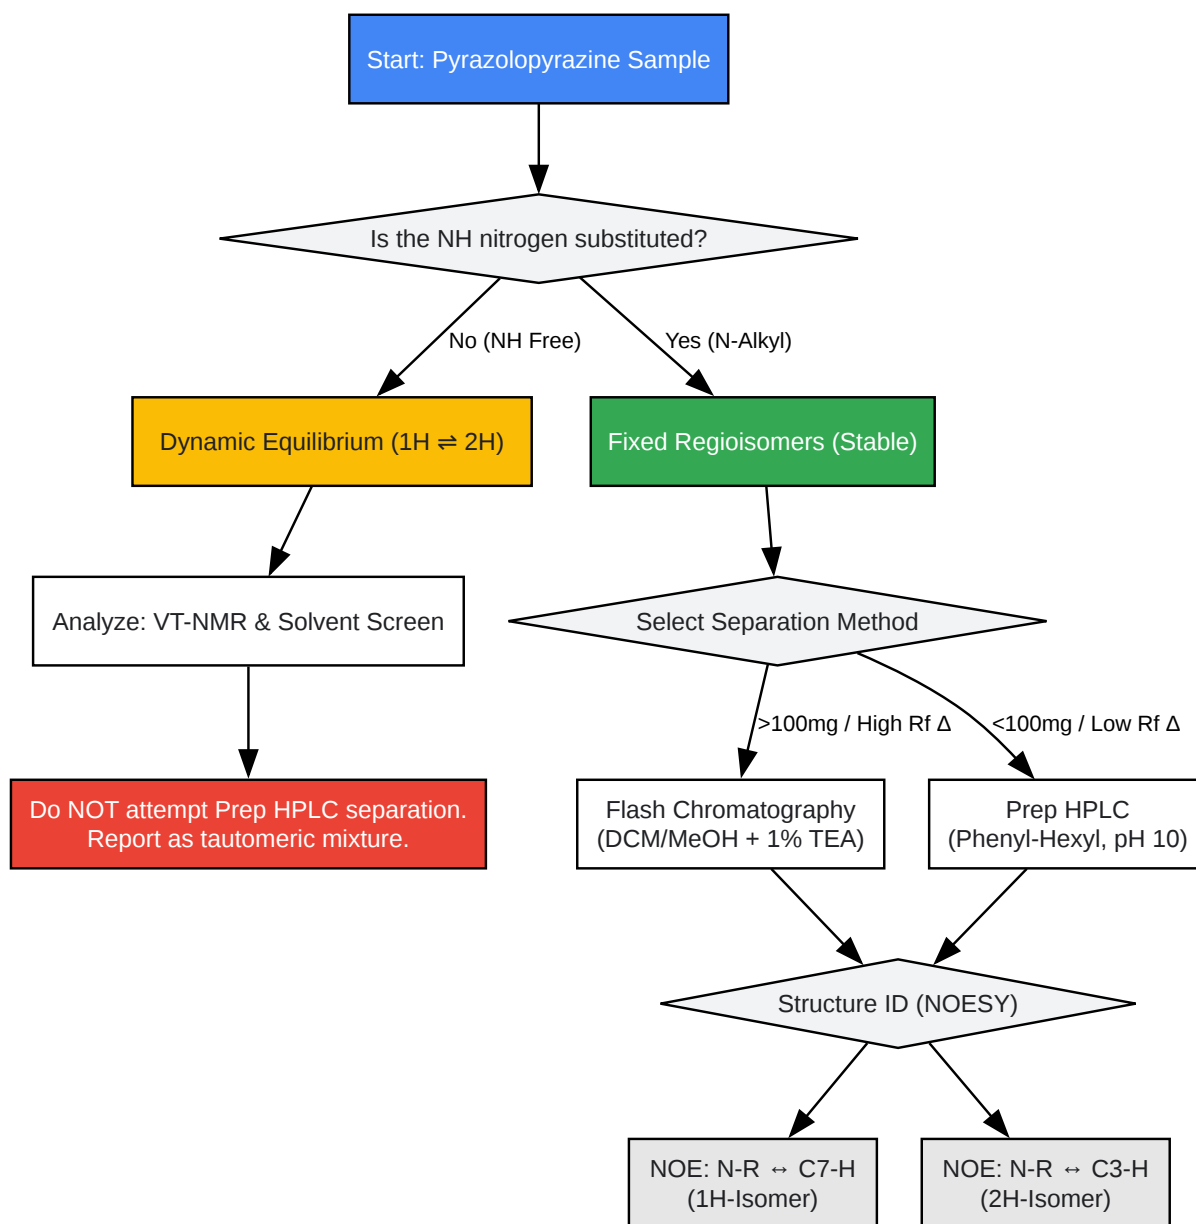 Start: Pyrazolopyrazine Sample
Is the NH nitrogen substituted?
No (NH Free)
Yes (N-Alkyl)
Dynamic Equilibrium (1H ⇌ 2H)
Fixed Regioisomers (Stable)
Analyze: VT-NMR & Solvent Screen
Select Separation Method
>100mg / High Rf Δ
<100mg / Low Rf Δ
Do NOT attempt Prep HPLC separation.
Report as tautomeric mixture.
Flash Chromatography
(DCM/MeOH + 1% TEA)
Prep HPLC
(Phenyl-Hexyl, pH 10)
Structure ID (NOESY)
NOE: N-R ↔ C7-H
(1H-Isomer)
NOE: N-R ↔ C3-H
(2H-Isomer)